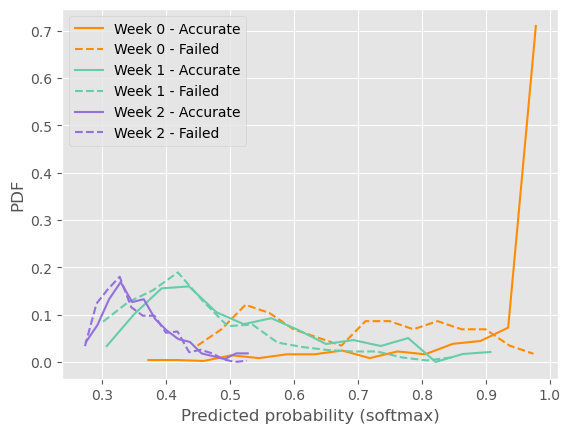 Week 0 - Accurate
Week 0 - Failed
Week 1 - Accurate
Week 1 - Failed
Week 2 - Accurate
Week 2 - Failed
PDF
0.7
0.6
0.5
0.4
0.3
0.2
0.1
0.0
0.3 0.4 0.5 0.6 0.7 0.8 0.9 1.0
Predicted probability (softmax)